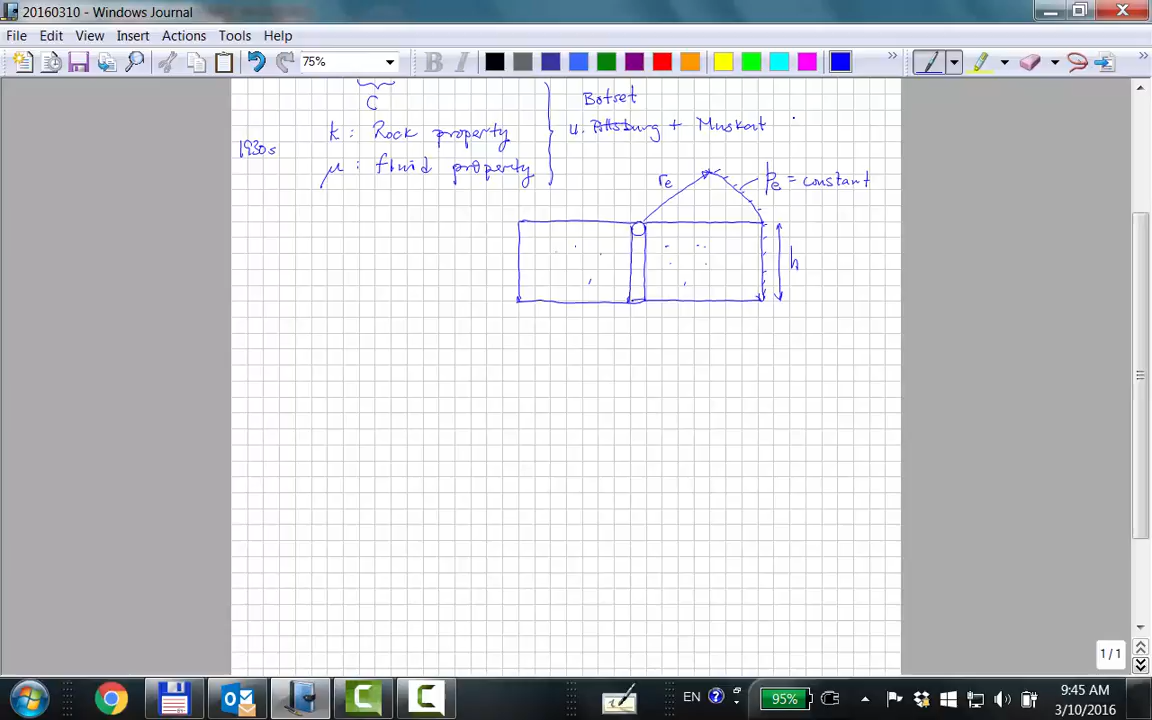 20160310 - Windows Journal
File Edit View Insert Actions Tools Help
75%
B I
C
Botset
k: Rock property
U. Pittsburg + Muskat
1930s
μ: fluid property
re
Pe = constant
h
1 / 1
EN
95%
9:45 AM
3/10/2016